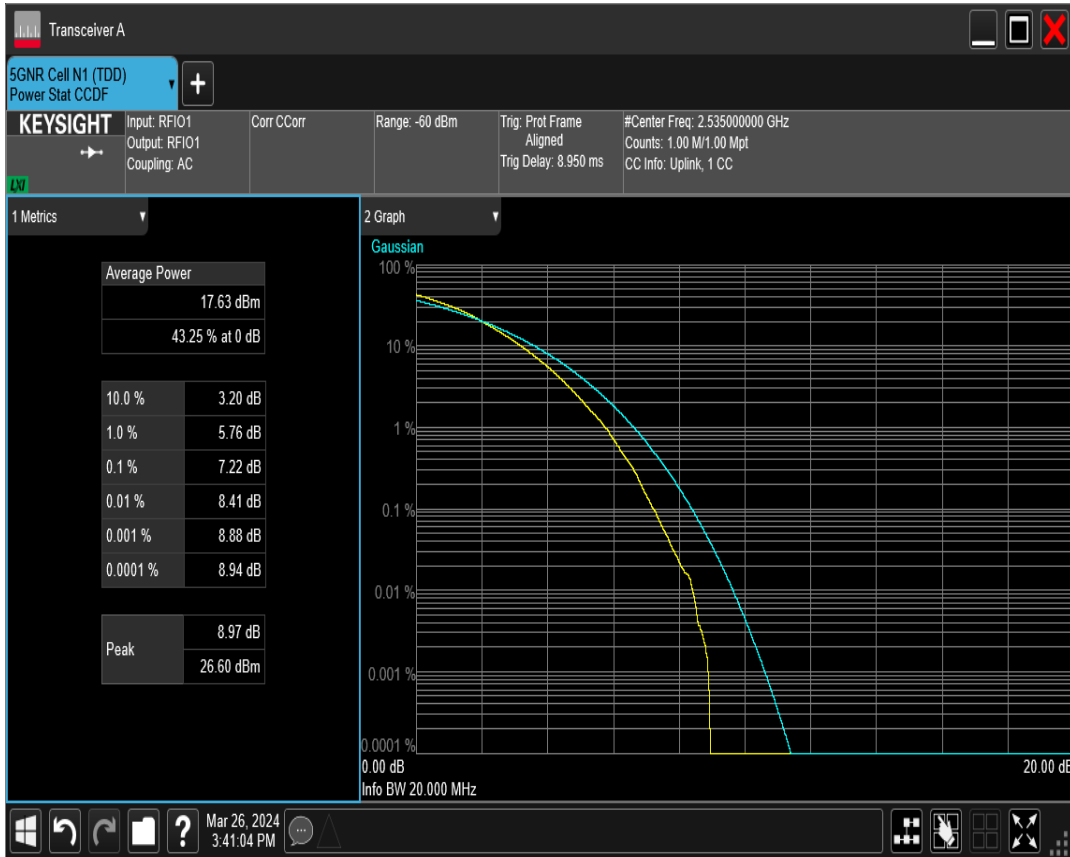 Transceiver A
5GNR Cell N1 (TDD)
Power Stat CCDF
+
KEYSIGHT
LXI
Input: RFIO1
Output: RFIO1
Coupling: AC
Corr CCorr
Range: -60 dBm
Trig: Prot Frame
Aligned
Trig Delay: 8.950 ms
#Center Freq: 2.535000000 GHz
Counts: 1.00 M/1.00 Mpt
CC Info: Uplink, 1 CC
1 Metrics
Average Power
17.63 dBm
43.25 % at 0 dB
10.0 % 3.20 dB
1.0 % 5.76 dB
0.1 % 7.22 dB
0.01 % 8.41 dB
0.001 % 8.88 dB
0.0001 % 8.94 dB
Peak
8.97 dB
26.60 dBm
2 Graph
Gaussian
100 %
10 %
1 %
0.1 %
0.01 %
0.001 %
0.0001 %
0.00 dB 20.00 dB
Info BW 20.000 MHz
?
Mar 26, 2024
3:41:04 PM